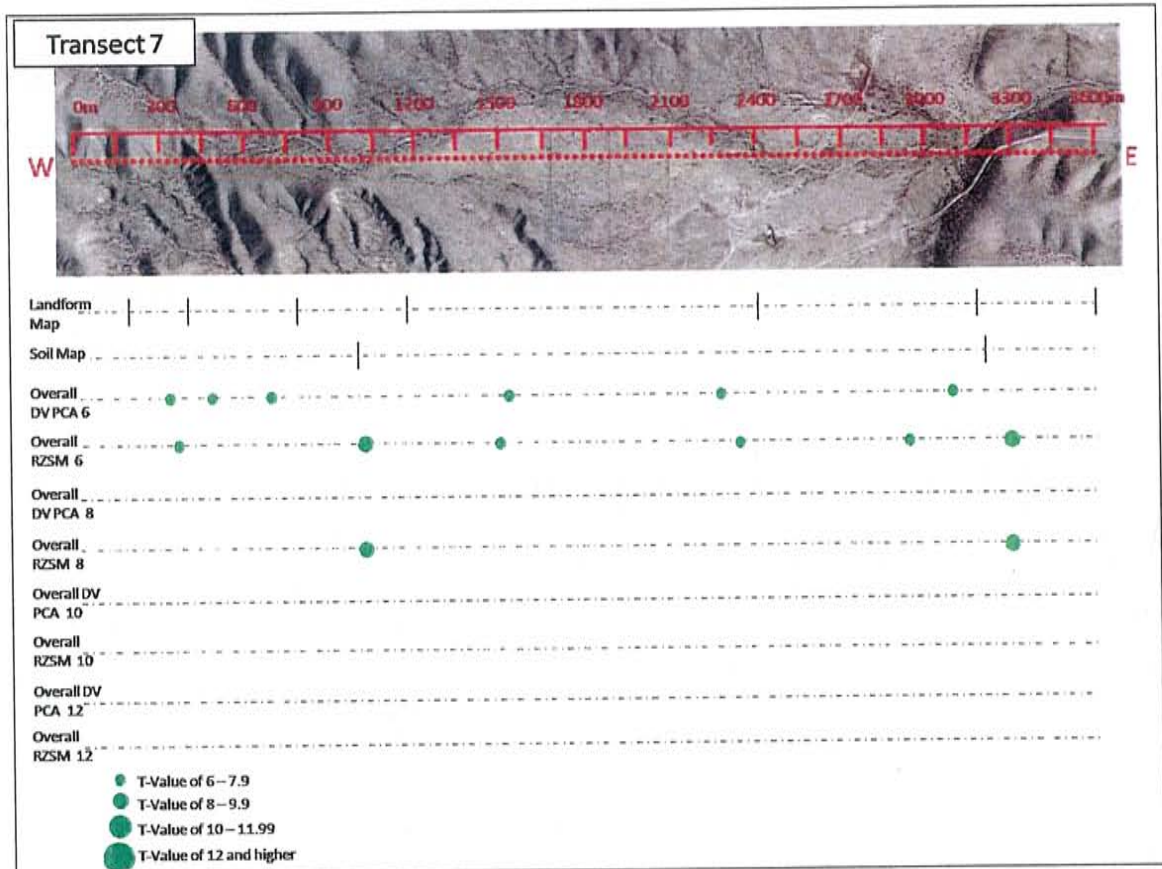 Transect 7
0m 300 600 900 1200 1500 1800 2100 2400 2700 3000 3300 3600m
W
E
Landform
Map
Soil Map
Overall
DV PCA 6
Overall
RZSM 6
Overall
DV PCA 8
Overall
RZSM 8
Overall DV
PCA 10
Overall
RZSM 10
Overall DV
PCA 12
Overall
RZSM 12
T-Value of 6–7.9
T-Value of 8–9.9
T-Value of 10–11.99
T-Value of 12 and higher